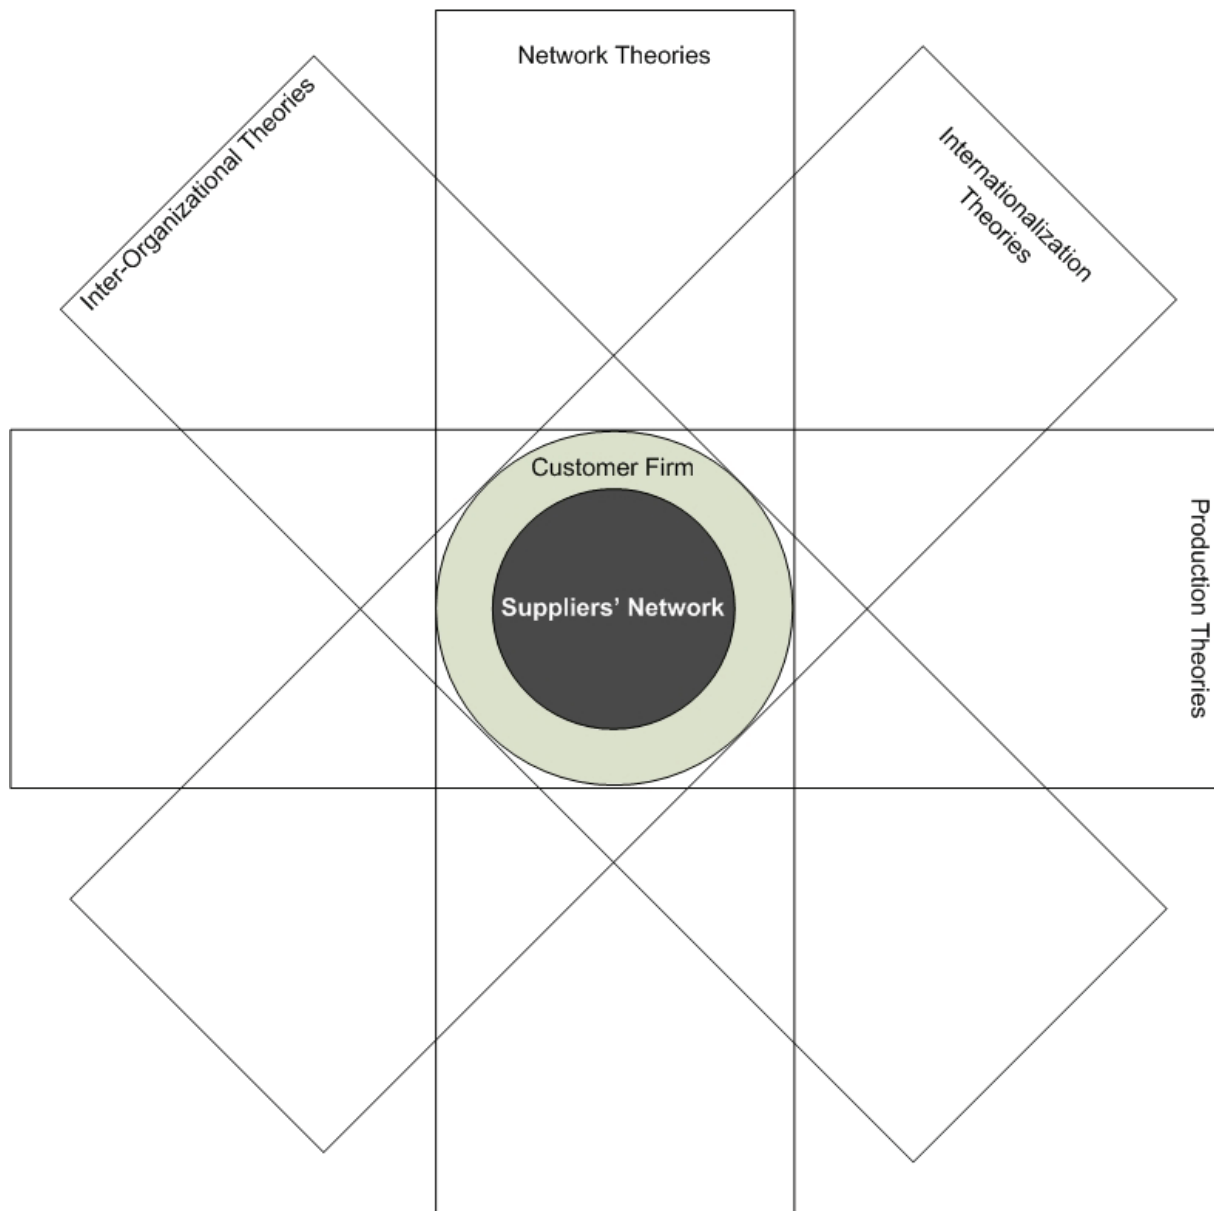 Network Theories
Inter-Organizational Theories
Internationalization
Theories
Customer Firm
Suppliers’ Network
Production Theories